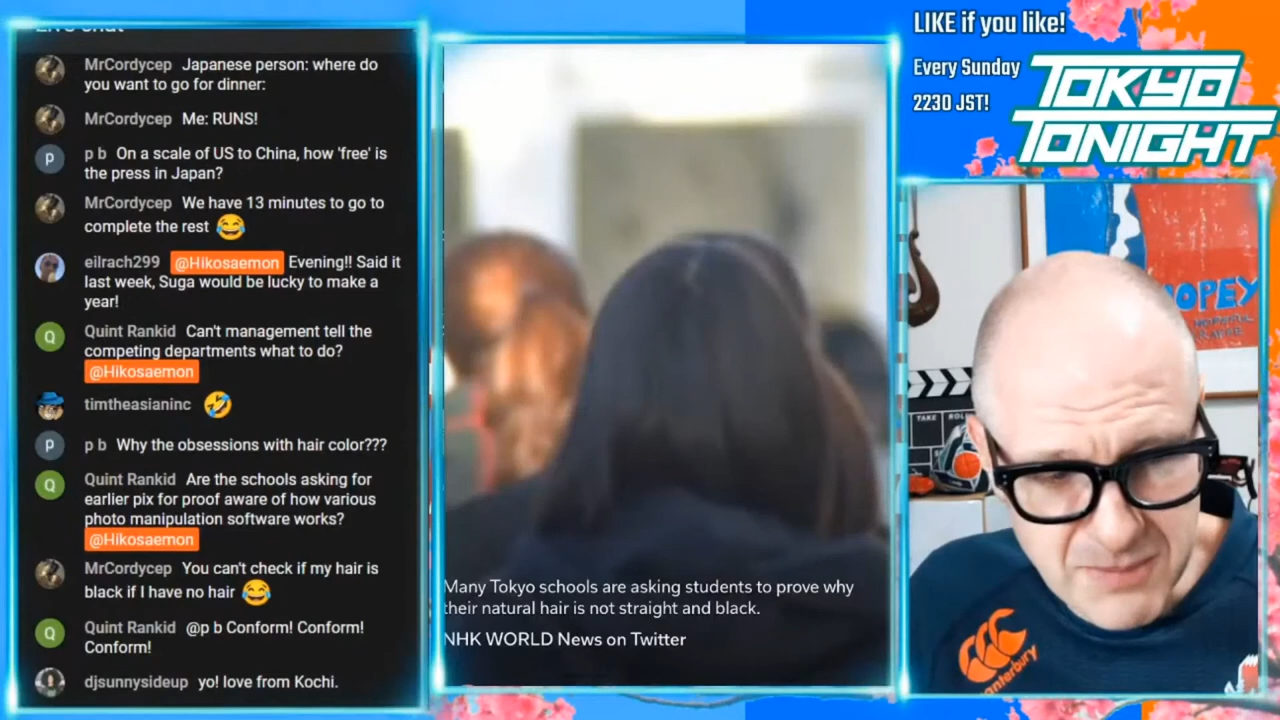 Live chat
MrCordycep Japanese person: where do
you want to go for dinner:
MrCordycep Me: RUNS!
p b On a scale of US to China, how 'free' is
the press in Japan?
MrCordycep We have 13 minutes to go to
complete the rest 😂
eilrach299 @Hikosaemon Evening!! Said it
last week, Suga would be lucky to make a
year!
Quint Rankid Can't management tell the
competing departments what to do?
@Hikosaemon
timtheasianinc 🤣
p b Why the obsessions with hair color???
Quint Rankid Are the schools asking for
earlier pix for proof aware of how various
photo manipulation software works?
@Hikosaemon
MrCordycep You can't check if my hair is
black if I have no hair 😂
Quint Rankid @p b Conform! Conform!
Conform!
djsunnysideup yo! love from Kochi.
Many Tokyo schools are asking students to prove why
their natural hair is not straight and black.
NHK WORLD News on Twitter
LIKE if you like!
Every Sunday
2230 JST!
TOKYO
TONIGHT
OPEY
TAKE ROLL
anterbury